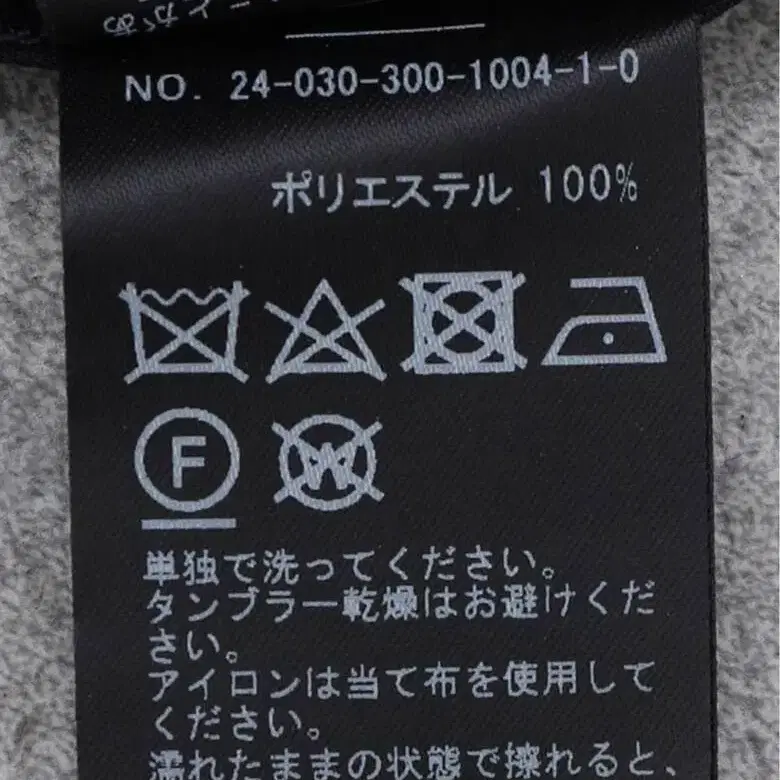 NO. 24-030-300-1004-1-0
ポリエステル 100%
F
W
単独で洗ってください。
タンブラー乾燥はお避けくだ
さい。
アイロンは当て布を使用して
ください。
濡れたままの状態で擦れると、